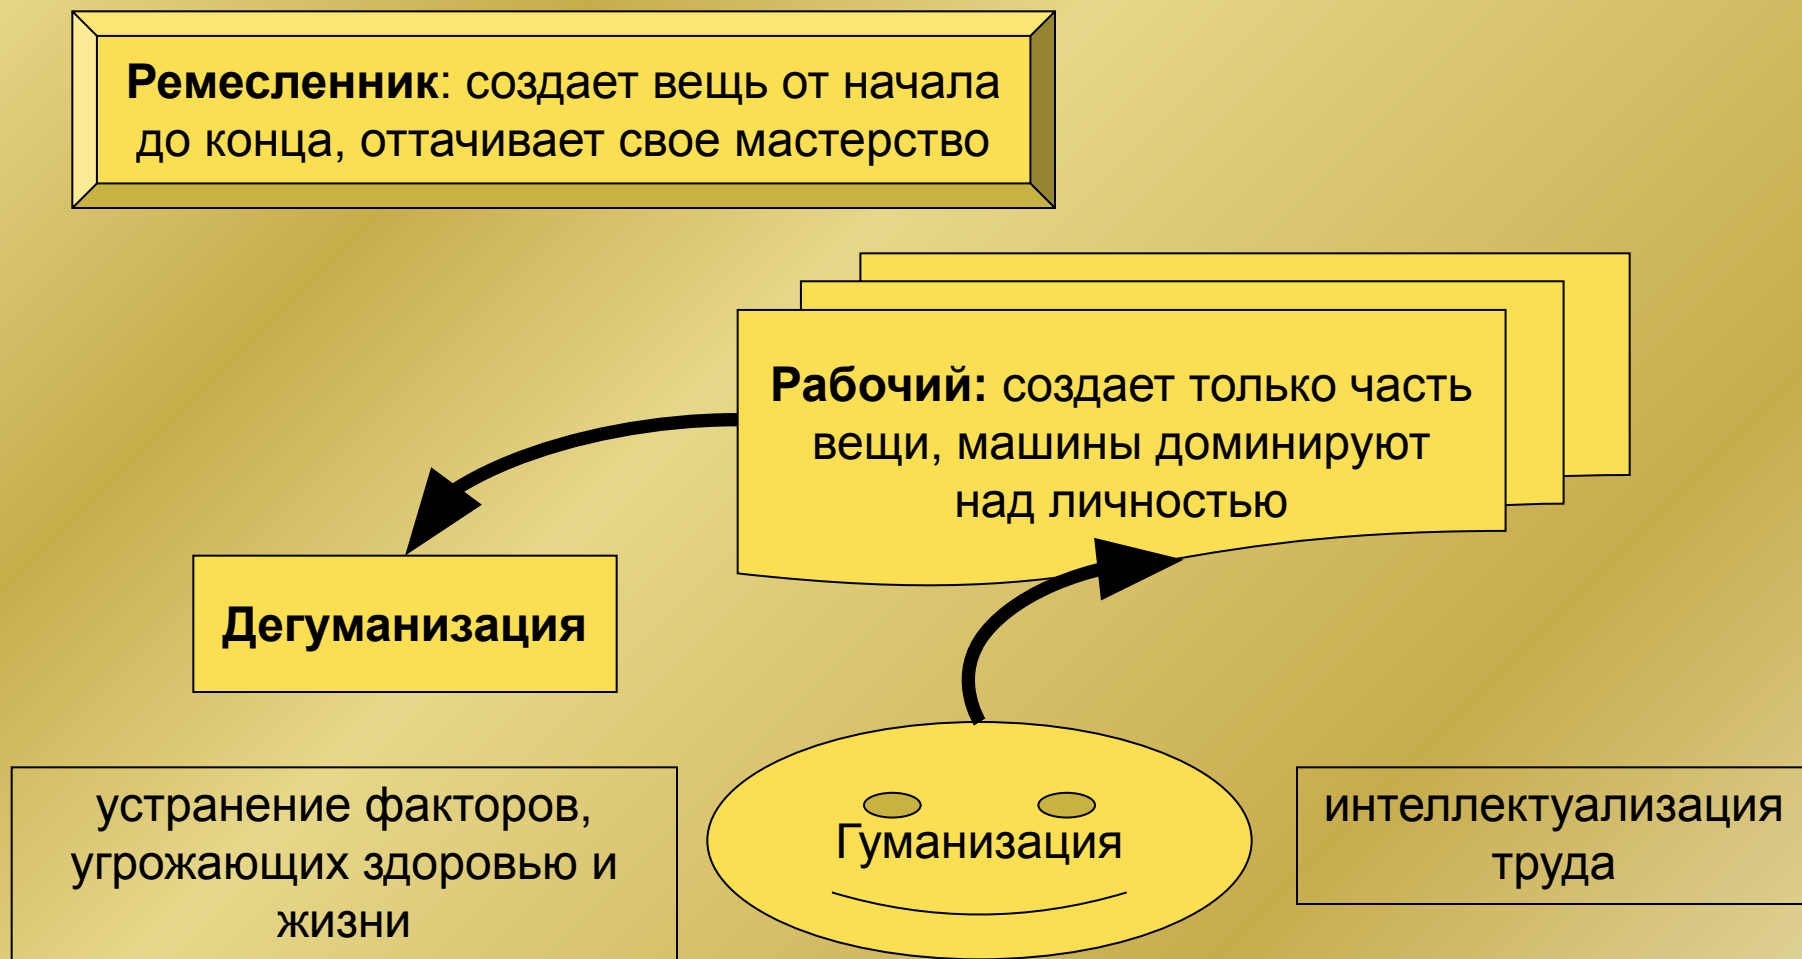 Ремесленник: создает вещь от начала
до конца, оттачивает свое мастерство
Рабочий: создает только часть
вещи, машины доминируют
над личностью
Дегуманизация
устранение факторов,
угрожающих здоровью и
жизни
Гуманизация
интеллектуализация
труда